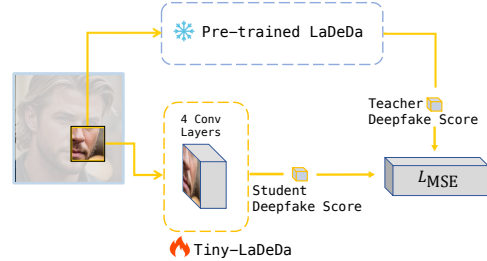 Pre-trained LaDeDa
Teacher
Deepfake Score
4 Conv
Layers
Student
Deepfake Score
L_MSE
Tiny-LaDeDa